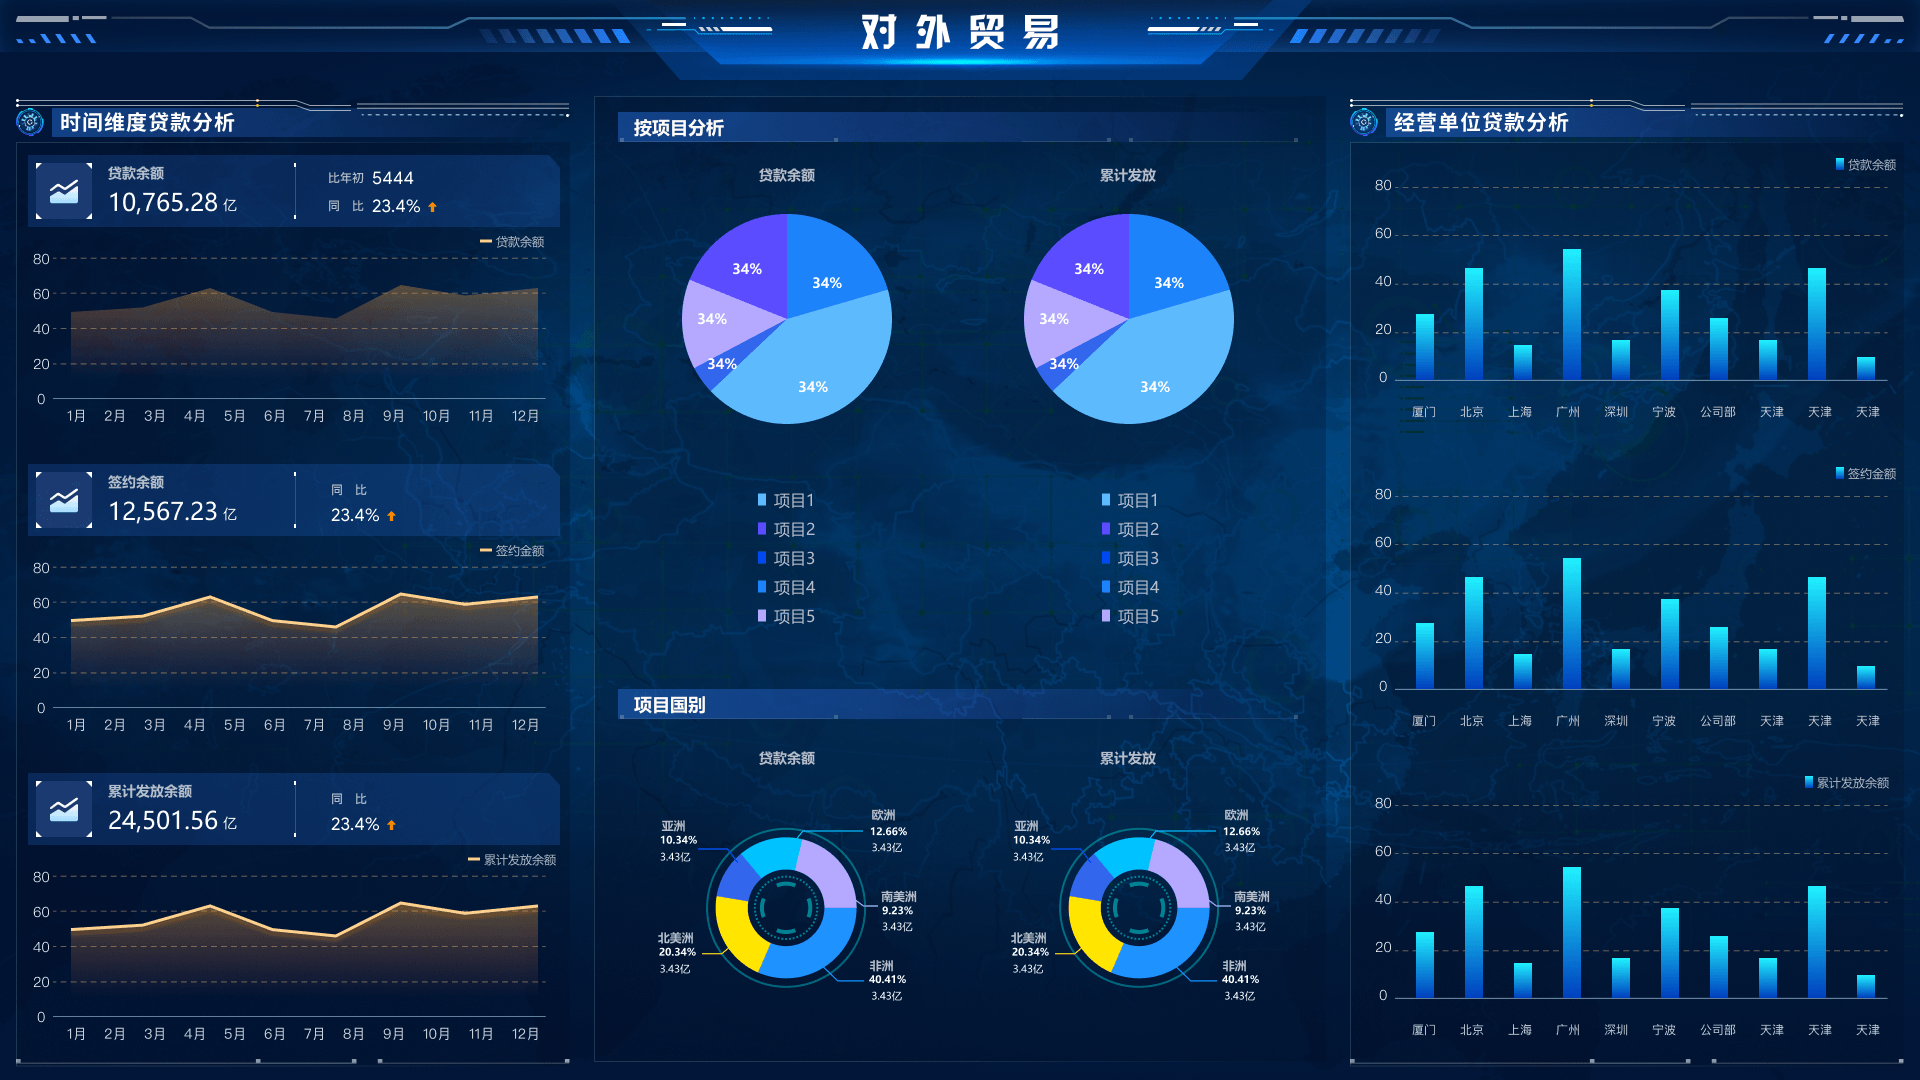 对外贸易
时间维度贷款分析
贷款余额
10,765.28 亿
比年初 5444
同 比 23.4%
贷款余额
80
60
40
20
0
1月 2月 3月 4月 5月 6月 7月 8月 9月 10月 11月 12月
签约余额
12,567.23 亿
同 比
23.4%
签约金额
80
60
40
20
0
1月 2月 3月 4月 5月 6月 7月 8月 9月 10月 11月 12月
累计发放余额
24,501.56 亿
同 比
23.4%
累计发放余额
80
60
40
20
0
1月 2月 3月 4月 5月 6月 7月 8月 9月 10月 11月 12月
按项目分析
贷款余额
34%
34%
34%
34%
34%
项目1
项目2
项目3
项目4
项目5
累计发放
34%
34%
34%
34%
34%
项目1
项目2
项目3
项目4
项目5
项目国别
贷款余额
欧洲
12.66%
3.43亿
亚洲
10.34%
3.43亿
南美洲
9.23%
3.43亿
北美洲
20.34%
3.43亿
非洲
40.41%
3.43亿
累计发放
欧洲
12.66%
3.43亿
亚洲
10.34%
3.43亿
南美洲
9.23%
3.43亿
北美洲
20.34%
3.43亿
非洲
40.41%
3.43亿
经营单位贷款分析
贷款余额
80
60
40
20
0
厦门 北京 上海 广州 深圳 宁波 公司部 天津 天津 天津
签约金额
80
60
40
20
0
厦门 北京 上海 广州 深圳 宁波 公司部 天津 天津 天津
累计发放余额
80
60
40
20
0
厦门 北京 上海 广州 深圳 宁波 公司部 天津 天津 天津